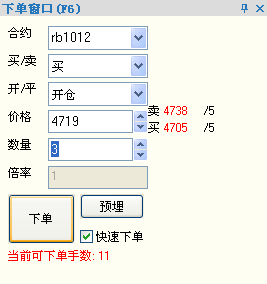 下单窗口(F6)
合约 rb1012
买/卖 买
开/平 开仓
价格 4719 卖 4738 /5
买 4705 /5
数量 3
倍率 1
下单 预埋
快速下单
当前可下单手数: 11